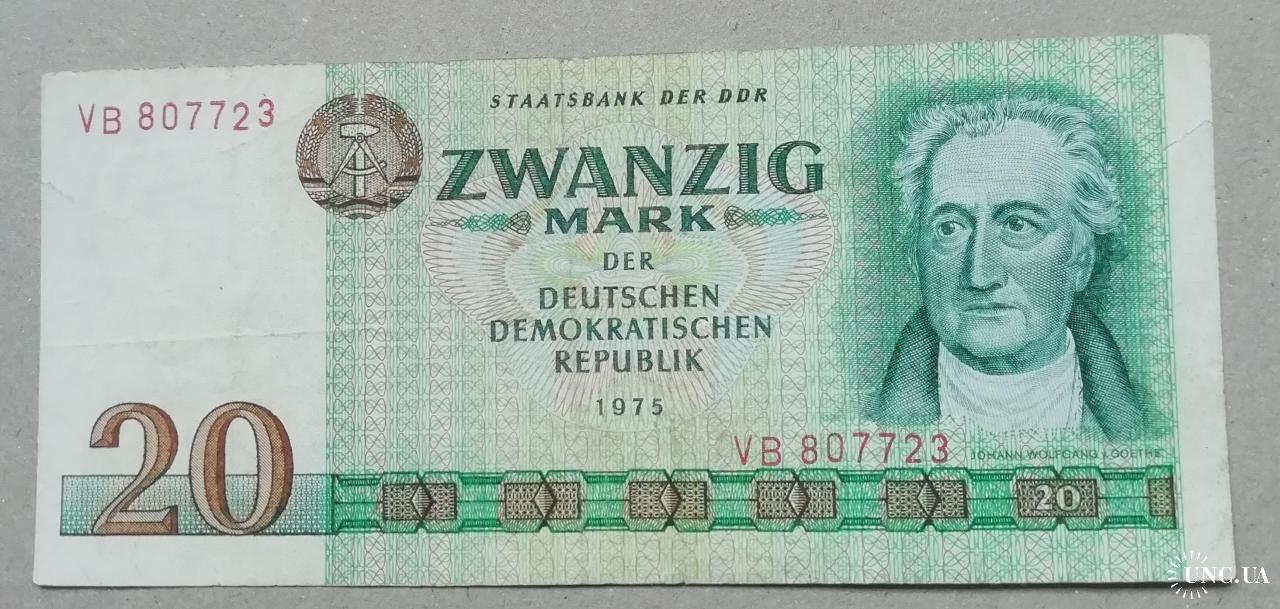 VB 807723
STAATSBANK DER DDR
ZWANZIG
MARK
DER
DEUTSCHEN
DEMOKRATISCHEN
REPUBLIK
1975
VB 807723
JOHANN WOLFGANG v. GOETHE
20
20
UNC.UA